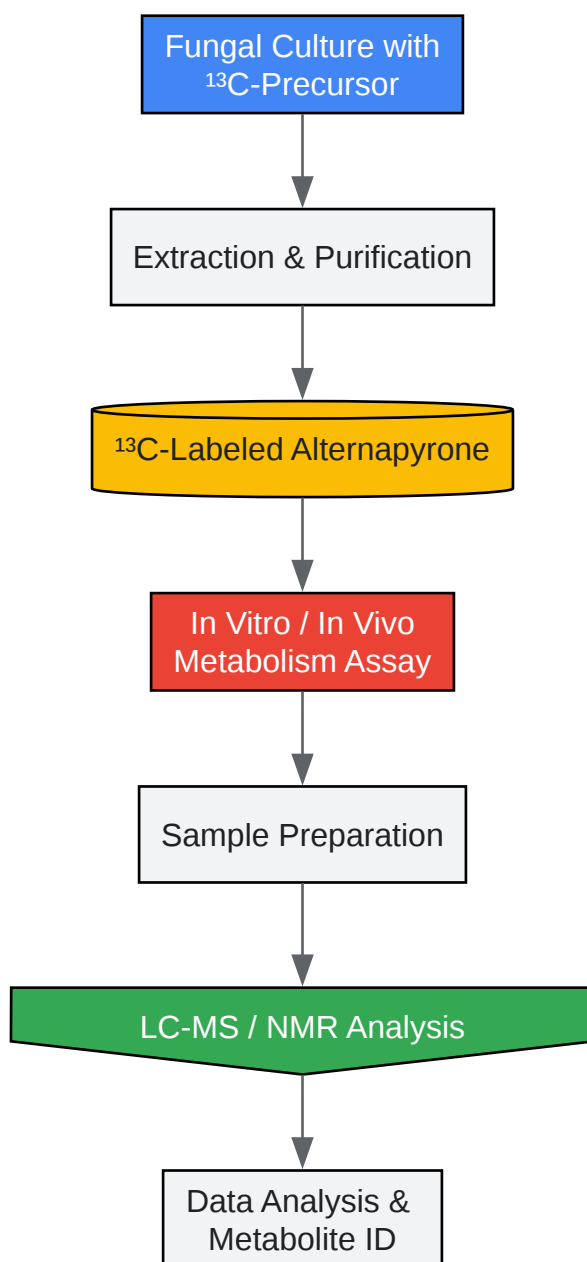 Fungal Culture with
¹³C-Precursor
Extraction & Purification
¹³C-Labeled Alternapyrone
In Vitro / In Vivo
Metabolism Assay
Sample Preparation
LC-MS / NMR Analysis
Data Analysis &
Metabolite ID